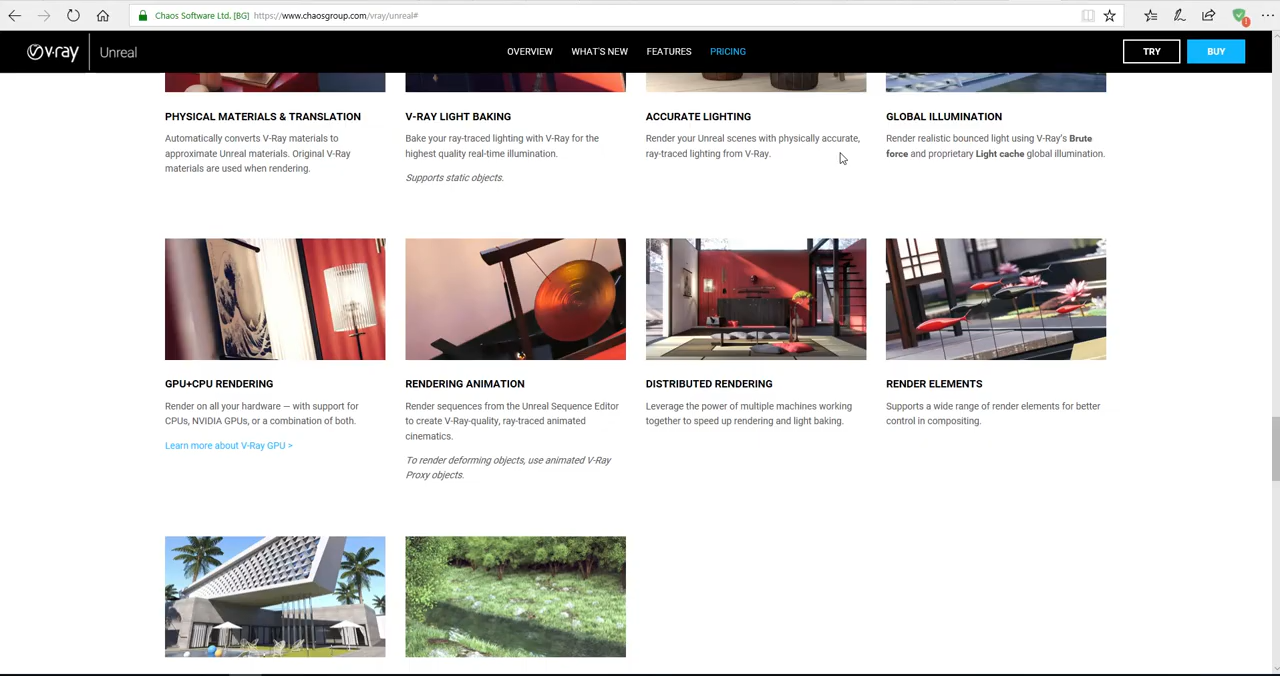 Chaos Software Ltd. [BG] https://www.chaosgroup.com/vray/unreal#
v-ray Unreal OVERVIEW WHAT'S NEW FEATURES PRICING TRY BUY
PHYSICAL MATERIALS & TRANSLATION
Automatically converts V-Ray materials to
approximate Unreal materials. Original V-Ray
materials are used when rendering.
V-RAY LIGHT BAKING
Bake your ray-traced lighting with V-Ray for the
highest quality real-time illumination.
Supports static objects.
ACCURATE LIGHTING
Render your Unreal scenes with physically accurate,
ray-traced lighting from V-Ray.
GLOBAL ILLUMINATION
Render realistic bounced light using V-Ray's Brute
force and proprietary Light cache global illumination.
GPU+CPU RENDERING
Render on all your hardware — with support for
CPUs, NVIDIA GPUs, or a combination of both.
Learn more about V-Ray GPU >
RENDERING ANIMATION
Render sequences from the Unreal Sequence Editor
to create V-Ray-quality, ray-traced animated
cinematics.
To render deforming objects, use animated V-Ray
Proxy objects.
DISTRIBUTED RENDERING
Leverage the power of multiple machines working
together to speed up rendering and light baking.
RENDER ELEMENTS
Supports a wide range of render elements for better
control in compositing.